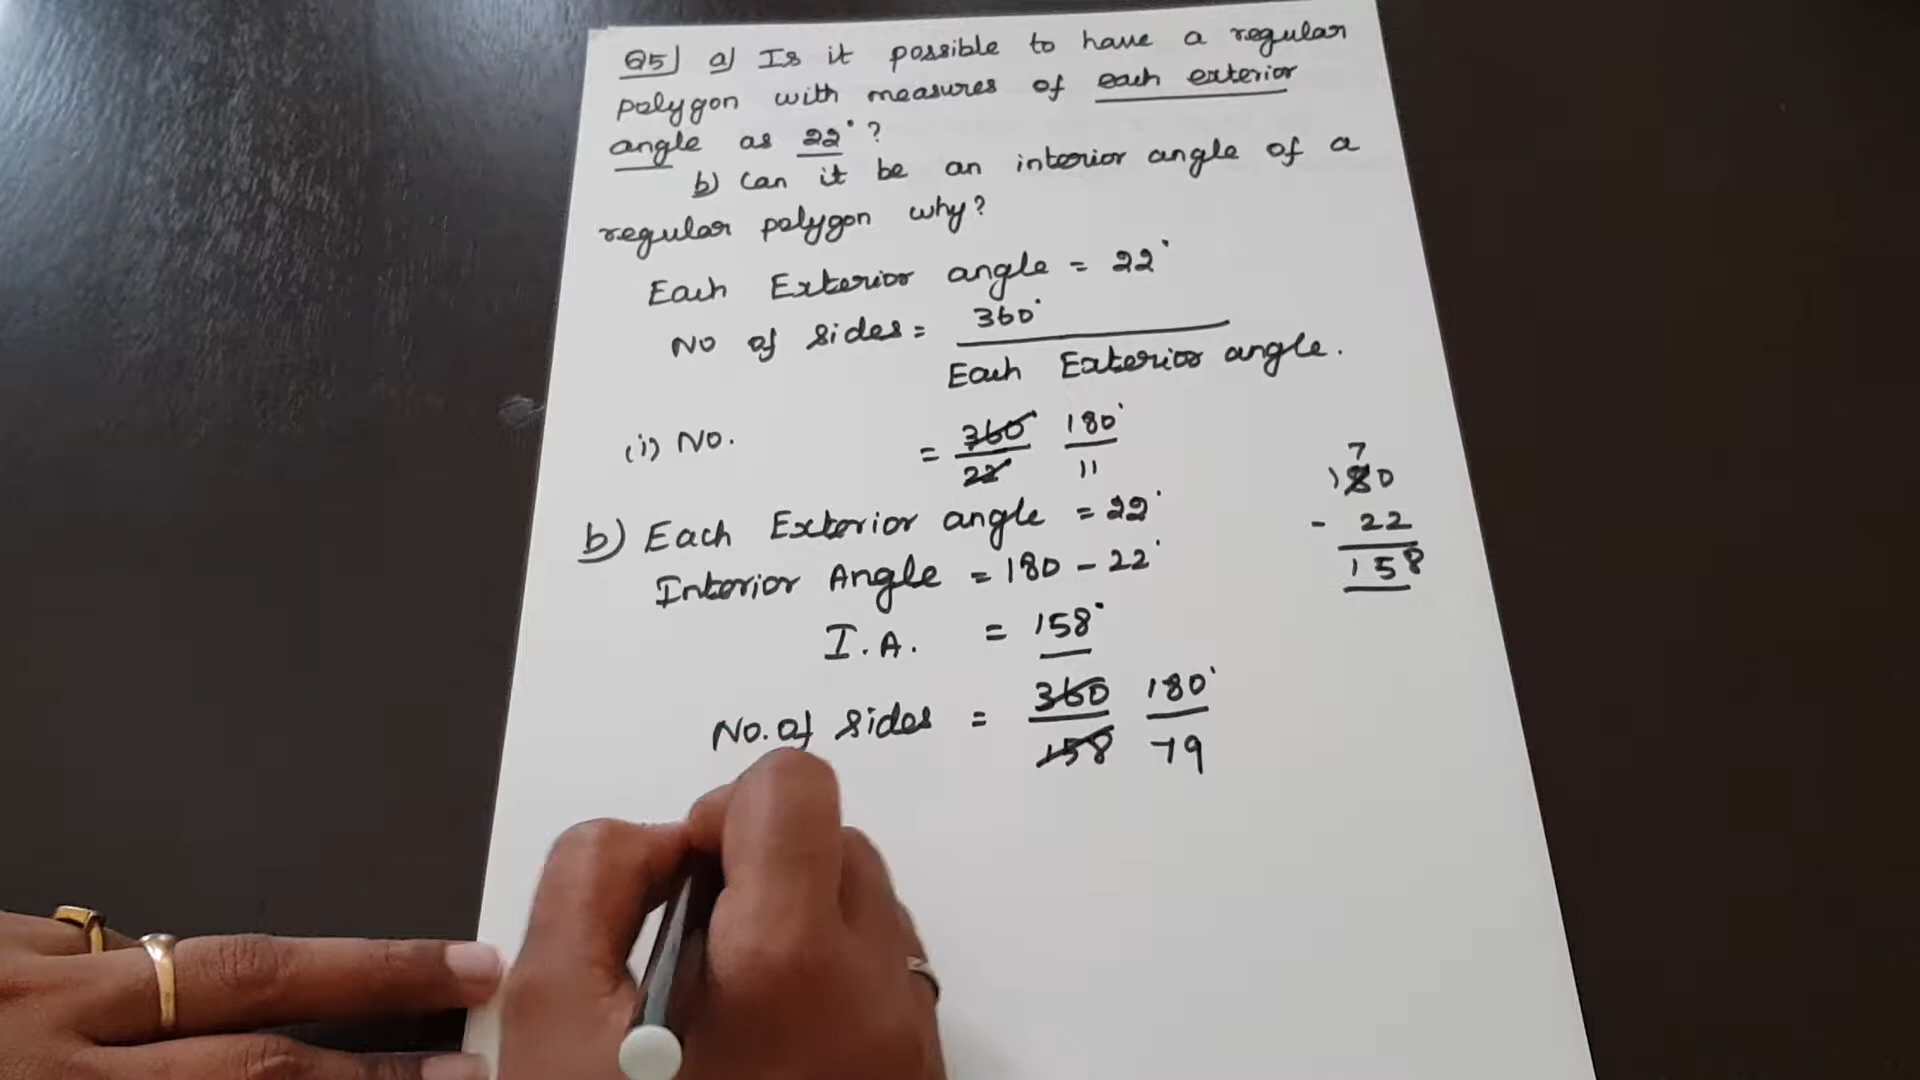 Q5) a) Is it possible to have a regular
polygon with measures of each exterior
angle as 22°?
b) Can it be an interior angle of a
regular polygon why?
Each Exterior angle = 22°
No of sides = 360° / Each Exterior angle.
(i) No. = 360/22 180°/11
b) Each Exterior angle = 22°
Interior Angle = 180 - 22°
I.A. = 158°
No. of sides = 360/158 180°/79
7
180
- 22
158